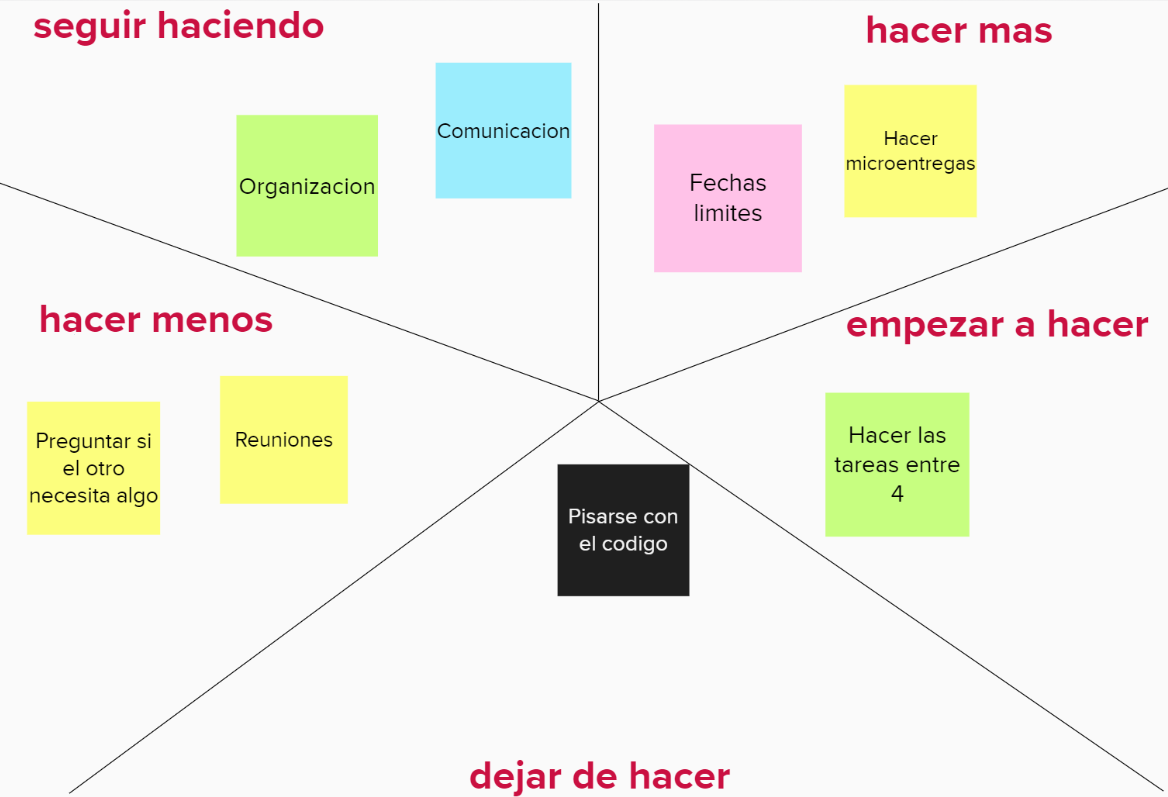 seguir haciendo
Organizacion
Comunicacion
hacer mas
Fechas
limites
Hacer
microentregas
hacer menos
Preguntar si
el otro
necesita algo
Reuniones
empezar a hacer
Hacer las
tareas entre
4
Pisarse con
el codigo
dejar de hacer